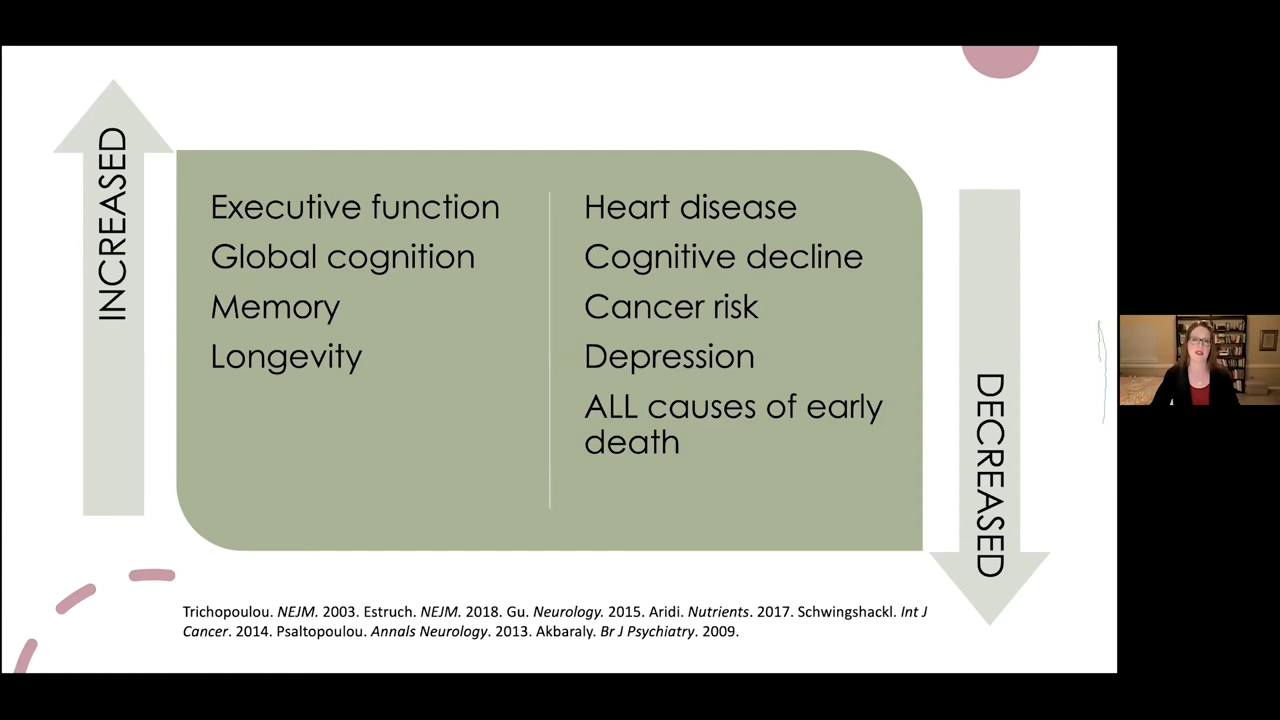 INCREASED
Executive function
Global cognition
Memory
Longevity
Heart disease
Cognitive decline
Cancer risk
Depression
ALL causes of early
death
DECREASED
Trichopoulou. NEJM. 2003. Estruch. NEJM. 2018. Gu. Neurology. 2015. Aridi. Nutrients. 2017. Schwingshackl. Int J
Cancer. 2014. Psaltopoulou. Annals Neurology. 2013. Akbaraly. Br J Psychiatry. 2009.